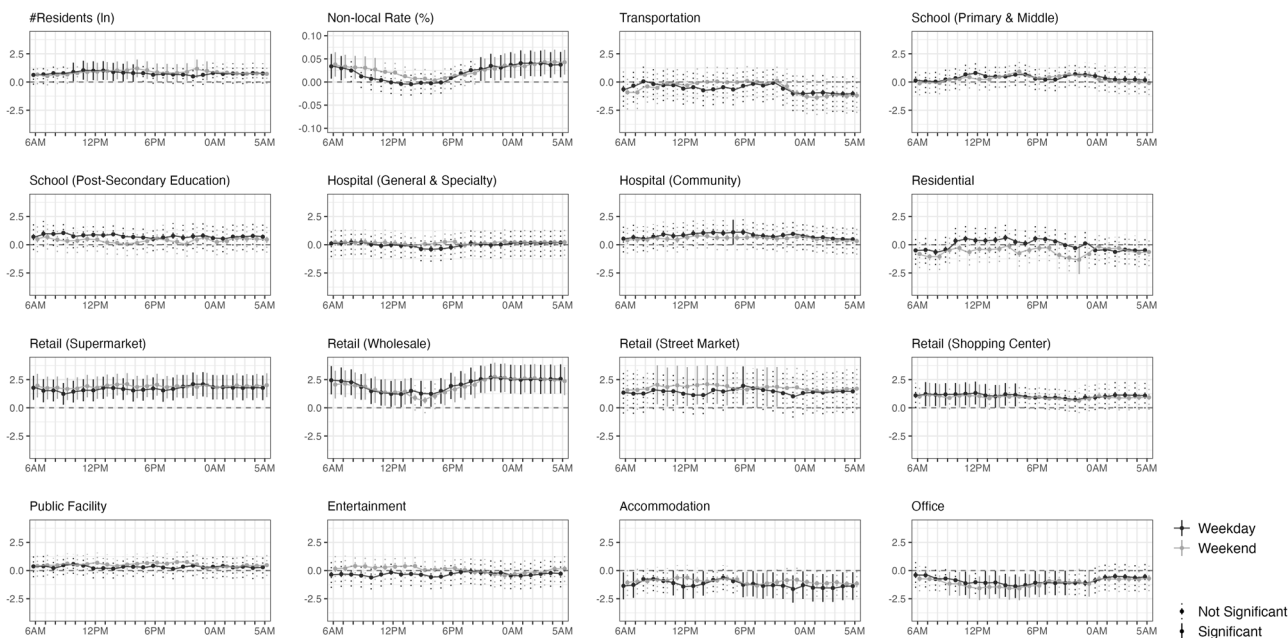 #Residents (ln)
Non-local Rate (%)
Transportation
School (Primary & Middle)
2.5
0.0
-2.5
6AM 12PM 6PM 0AM 5AM
0.10
0.05
0.00
-0.05
-0.10
6AM 12PM 6PM 0AM 5AM
2.5
0.0
-2.5
6AM 12PM 6PM 0AM 5AM
2.5
0.0
-2.5
6AM 12PM 6PM 0AM 5AM
School (Post-Secondary Education)
Hospital (General & Specialty)
Hospital (Community)
Residential
2.5
0.0
-2.5
6AM 12PM 6PM 0AM 5AM
2.5
0.0
-2.5
6AM 12PM 6PM 0AM 5AM
2.5
0.0
-2.5
6AM 12PM 6PM 0AM 5AM
2.5
0.0
-2.5
6AM 12PM 6PM 0AM 5AM
Retail (Supermarket)
Retail (Wholesale)
Retail (Street Market)
Retail (Shopping Center)
2.5
0.0
-2.5
6AM 12PM 6PM 0AM 5AM
2.5
0.0
-2.5
6AM 12PM 6PM 0AM 5AM
2.5
0.0
-2.5
6AM 12PM 6PM 0AM 5AM
2.5
0.0
-2.5
6AM 12PM 6PM 0AM 5AM
Public Facility
Entertainment
Accommodation
Office
2.5
0.0
-2.5
6AM 12PM 6PM 0AM 5AM
2.5
0.0
-2.5
6AM 12PM 6PM 0AM 5AM
2.5
0.0
-2.5
6AM 12PM 6PM 0AM 5AM
2.5
0.0
-2.5
6AM 12PM 6PM 0AM 5AM
Weekday
Weekend
Not Significant
Significant